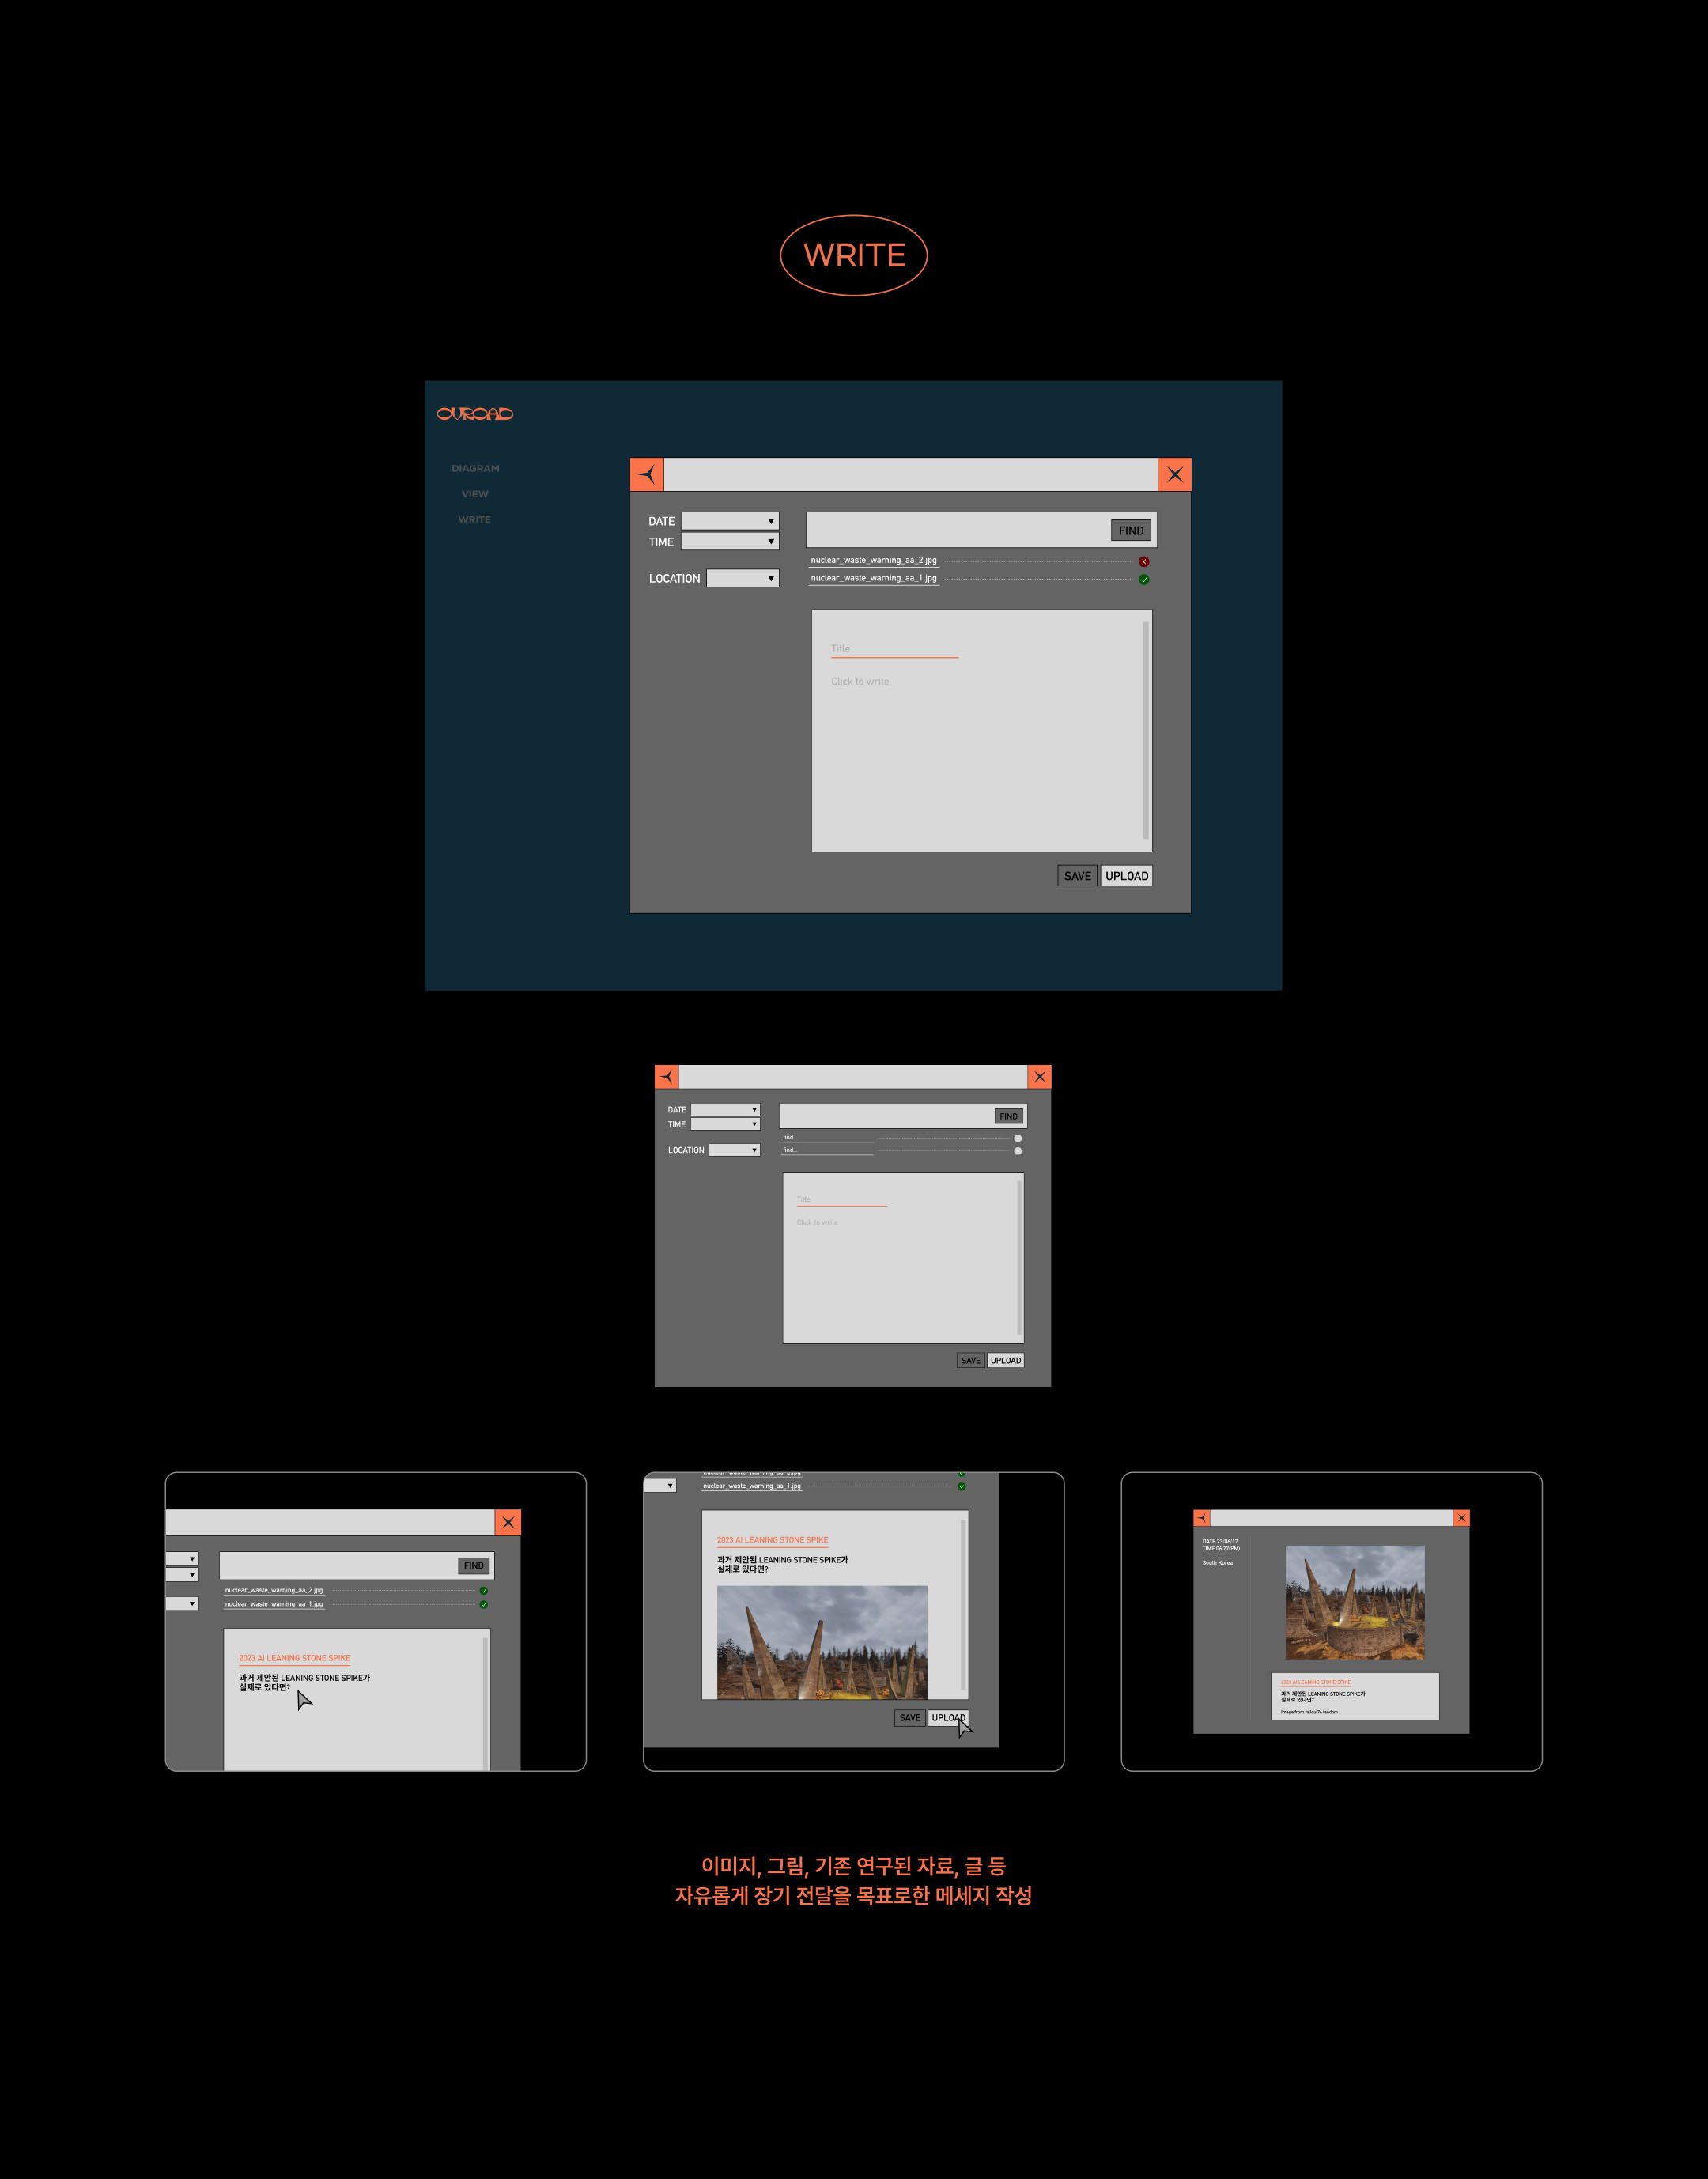 WRITE
OUROAD
DIAGRAM
VIEW
WRITE
DATE
TIME
LOCATION
FIND
nuclear_waste_warning_aa_2.jpg
X
nuclear_waste_warning_aa_1.jpg
Title
Click to write
SAVE UPLOAD
DATE
TIME
LOCATION
FIND
find...
find...
Title
Click to write
SAVE UPLOAD
FIND
nuclear_waste_warning_aa_2.jpg
nuclear_waste_warning_aa_1.jpg
2023 AI LEANING STONE SPIKE
과거 제안된 LEANING STONE SPIKE가
실제로 있다면?
nuclear_waste_warning_aa_2.jpg
nuclear_waste_warning_aa_1.jpg
2023 AI LEANING STONE SPIKE
과거 제안된 LEANING STONE SPIKE가
실제로 있다면?
SAVE UPLOAD
DATE 23/06/17
TIME 06:27(PM)
South Korea
2023 AI LEANING STONE SPIKE
과거 제안된 LEANING STONE SPIKE가
실제로 있다면?
Image from fallout76 fandom
이미지, 그림, 기존 연구된 자료, 글 등
자유롭게 장기 전달을 목표로한 메세지 작성